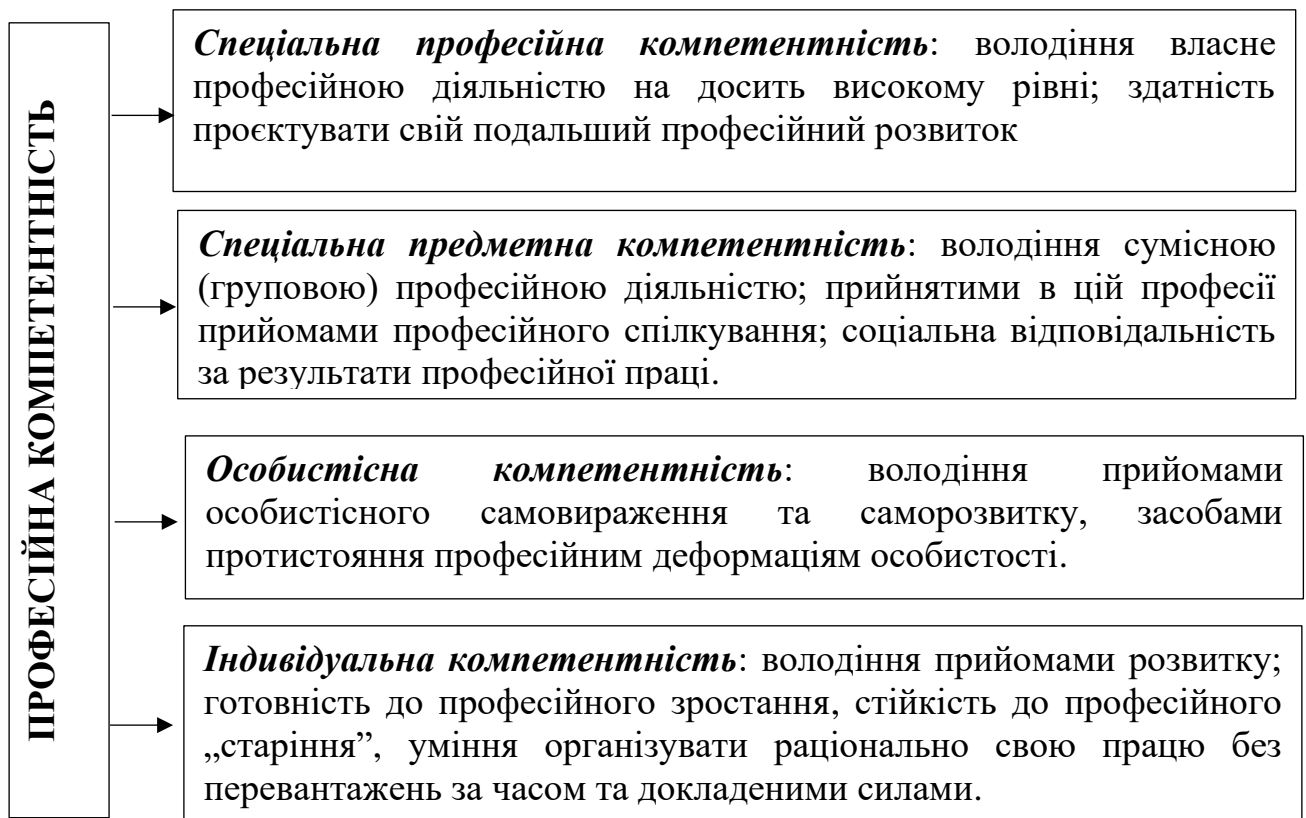 ПРОФЕСІЙНА КОМПЕТЕНТНІСТЬ
Спеціальна професійна компетентність: володіння власне
професійною діяльністю на досить високому рівні; здатність
проєктувати свій подальший професійний розвиток
Спеціальна предметна компетентність: володіння сумісною
(груповою) професійною діяльністю; прийнятими в цій професії
прийомами професійного спілкування; соціальна відповідальність
за результати професійної праці.
Особистісна компетентність: володіння прийомами
особистісного самовираження та саморозвитку, засобами
протистояння професійним деформаціям особистості.
Індивідуальна компетентність: володіння прийомами розвитку;
готовність до професійного зростання, стійкість до професійного
„старіння”, уміння організувати раціонально свою працю без
перевантажень за часом та докладеними силами.